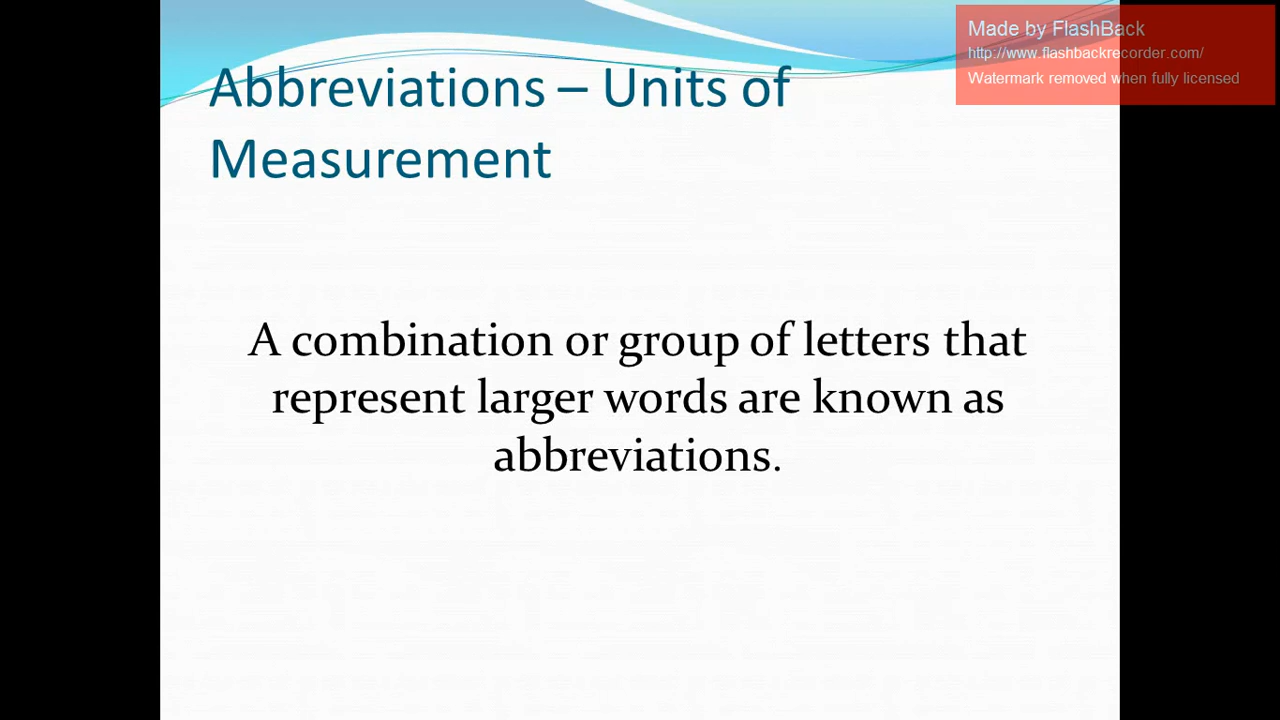 Made by FlashBack
http://www.flashbackrecorder.com/
Watermark removed when fully licensed
Abbreviations – Units of
Measurement
A combination or group of letters that
represent larger words are known as
abbreviations.